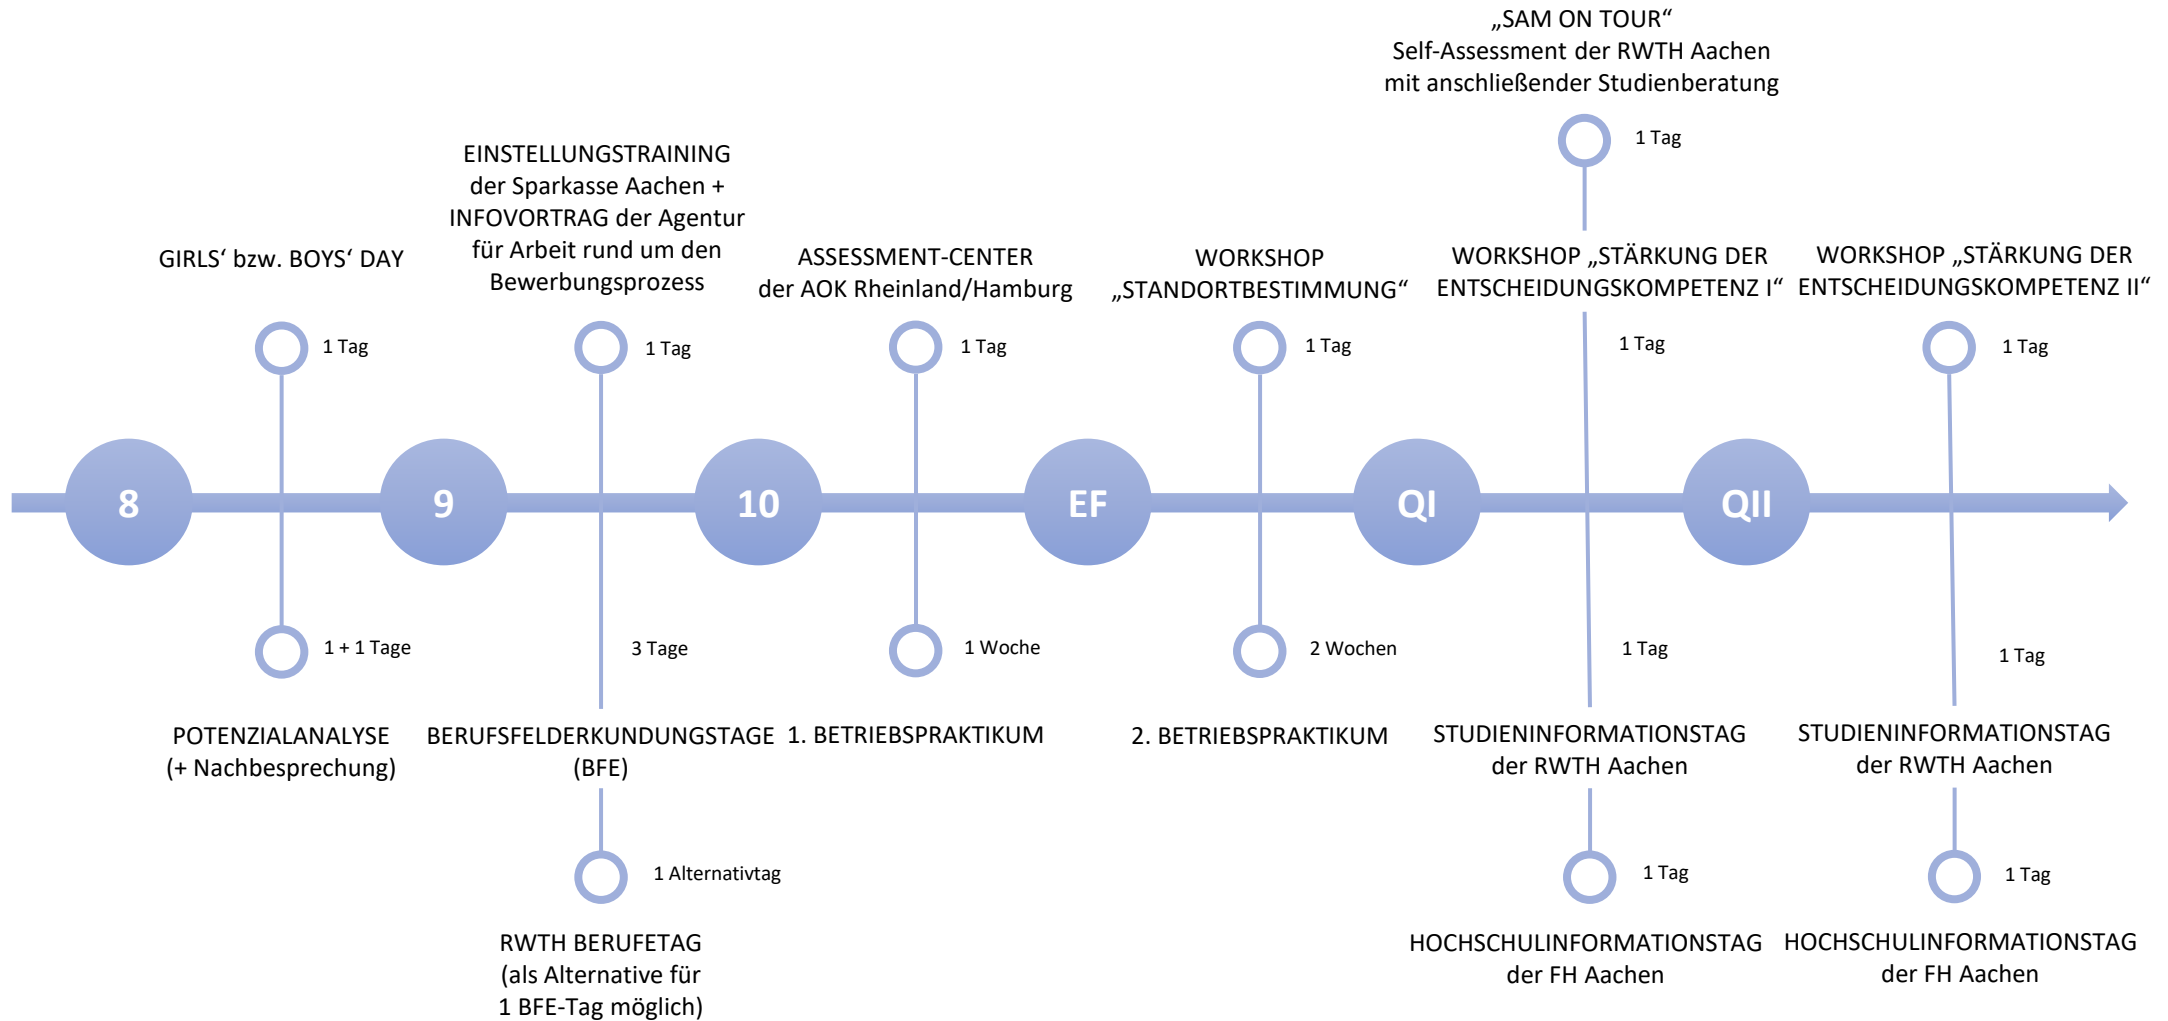 „SAM ON TOUR“
Self-Assessment der RWTH Aachen
mit anschließender Studienberatung
1 Tag
EINSTELLUNGSTRAINING
der Sparkasse Aachen +
INFOVORTRAG der Agentur
für Arbeit rund um den
Bewerbungsprozess
GIRLS‘ bzw. BOYS‘ DAY
ASSESSMENT-CENTER
der AOK Rheinland/Hamburg
WORKSHOP
„STANDORTBESTIMMUNG“
WORKSHOP „STÄRKUNG DER
ENTSCHEIDUNGSKOMPETENZ I“
WORKSHOP „STÄRKUNG DER
ENTSCHEIDUNGSKOMPETENZ II“
1 Tag
1 Tag
1 Tag
1 Tag
1 Tag
1 Tag
8
9
10
EF
QI
QII
1 + 1 Tage
3 Tage
1 Woche
2 Wochen
1 Tag
1 Tag
POTENZIALANALYSE
(+ Nachbesprechung)
BERUFSFELDERKUNDUNGSTAGE
(BFE)
1. BETRIEBSPRAKTIKUM
2. BETRIEBSPRAKTIKUM
STUDIENINFORMATIONSTAG
der RWTH Aachen
STUDIENINFORMATIONSTAG
der RWTH Aachen
1 Alternativtag
1 Tag
1 Tag
RWTH BERUFETAG
(als Alternative für
1 BFE-Tag möglich)
HOCHSCHULINFORMATIONSTAG
der FH Aachen
HOCHSCHULINFORMATIONSTAG
der FH Aachen